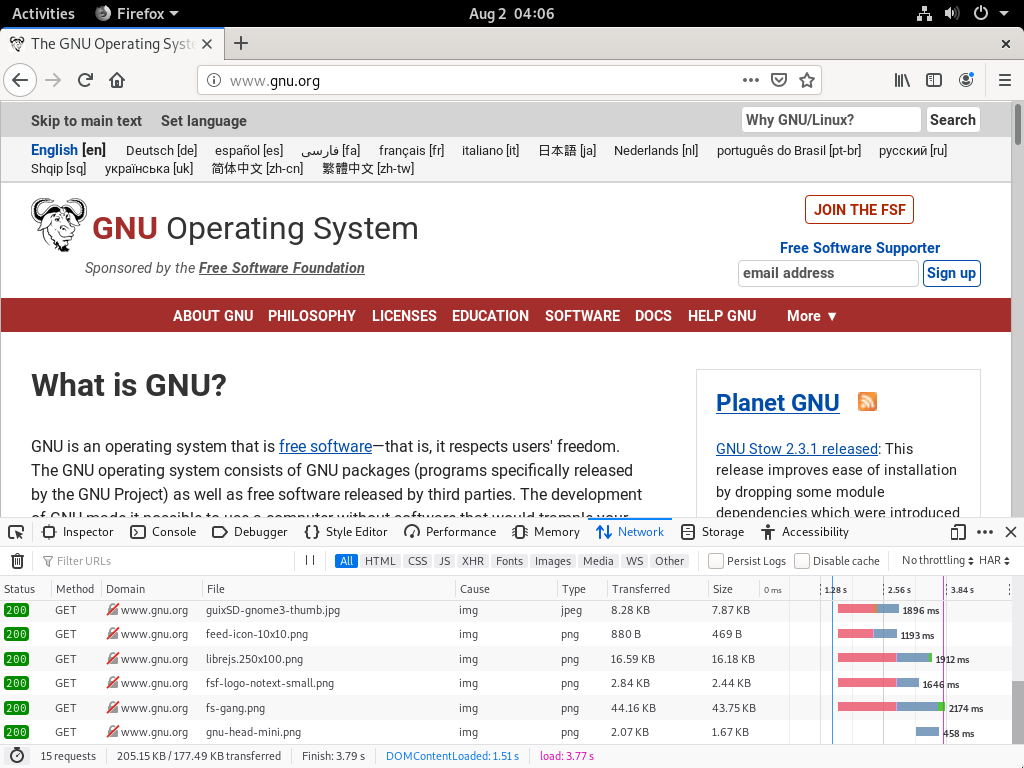 Activities Firefox Aug 2 04:06
The GNU Operating Syste
www.gnu.org
Skip to main text Set language Why GNU/Linux? Search
English [en] Deutsch [de] español [es] فارسی [fa] français [fr] italiano [it] 日本語 [ja] Nederlands [nl] português do Brasil [pt-br] русский [ru]
Shqip [sq] українська [uk] 简体中文 [zh-cn] 繁體中文 [zh-tw]
JOIN THE FSF
GNU Operating System
Free Software Supporter
Sponsored by the Free Software Foundation
email address Sign up
ABOUT GNU PHILOSOPHY LICENSES EDUCATION SOFTWARE DOCS HELP GNU More ▼
What is GNU?
GNU is an operating system that is free software—that is, it respects users' freedom.
The GNU operating system consists of GNU packages (programs specifically released
by the GNU Project) as well as free software released by third parties. The development
of GNU made it possible to use a computer without software that would trample your
Planet GNU
GNU Stow 2.3.1 released: This
release improves ease of installation
by dropping some module
dependencies which were introduced
Inspector Console Debugger Style Editor Performance Memory Network Storage Accessibility
Filter URLs All HTML CSS JS XHR Fonts Images Media WS Other Persist Logs Disable cache No throttling HAR
Status Method Domain File Cause Type Transferred Size 0 ms 1.28 s 2.56 s 3.84 s
200 GET www.gnu.org guixSD-gnome3-thumb.jpg img jpeg 8.28 KB 7.87 KB 1896 ms
200 GET www.gnu.org feed-icon-10x10.png img png 880 B 469 B 1193 ms
200 GET www.gnu.org librejs.250x100.png img png 16.59 KB 16.18 KB 1912 ms
200 GET www.gnu.org fsf-logo-notext-small.png img png 2.84 KB 2.44 KB 1646 ms
200 GET www.gnu.org fs-gang.png img png 44.16 KB 43.75 KB 2174 ms
200 GET www.gnu.org gnu-head-mini.png img png 2.07 KB 1.67 KB 458 ms
15 requests 205.15 KB / 177.49 KB transferred Finish: 3.79 s DOMContentLoaded: 1.51 s load: 3.77 s